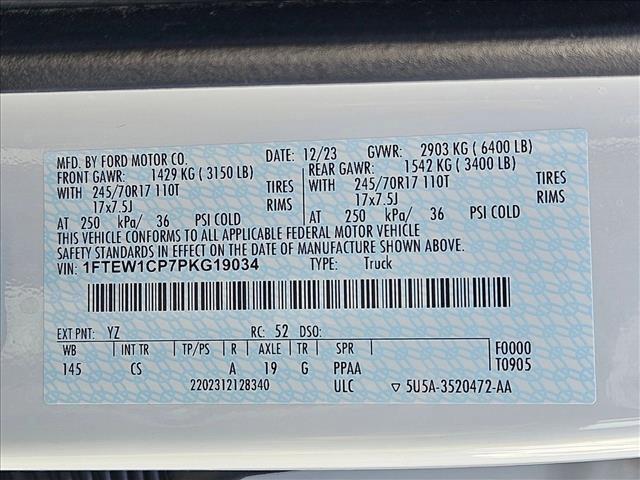 MFD. BY FORD MOTOR CO.
DATE: 12/23 GVWR: 2903 KG ( 6400 LB)
FRONT GAWR: 1429 KG ( 3150 LB)
WITH 245/70R17 110T TIRES
17x7.5J RIMS
AT 250 kPa/ 36 PSI COLD
REAR GAWR: 1542 KG ( 3400 LB)
WITH 245/70R17 110T TIRES
17x7.5J RIMS
AT 250 kPa/ 36 PSI COLD
THIS VEHICLE CONFORMS TO ALL APPLICABLE FEDERAL MOTOR VEHICLE
SAFETY STANDARDS IN EFFECT ON THE DATE OF MANUFACTURE SHOWN ABOVE.
VIN: 1FTEW1CP7PKG19034 TYPE: Truck
EXT PNT: YZ RC: 52 DSO:
WB INT TR TP/PS R AXLE TR SPR
145 CS A 19 G PPAA
F0000
T0905
2202312128340 ULC ▽ 5U5A-3520472-AA